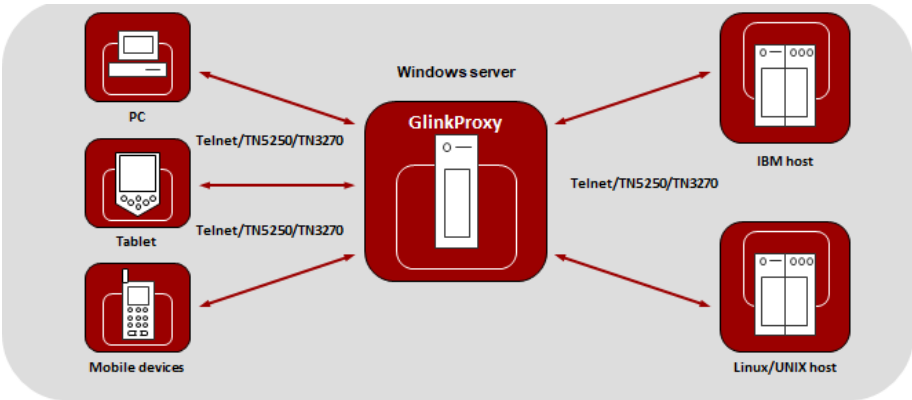 Windows server
GlinkProxy
PC
Telnet/TN5250/TN3270
Tablet
Telnet/TN5250/TN3270
Mobile devices
IBM host
Telnet/TN5250/TN3270
Linux/UNIX host